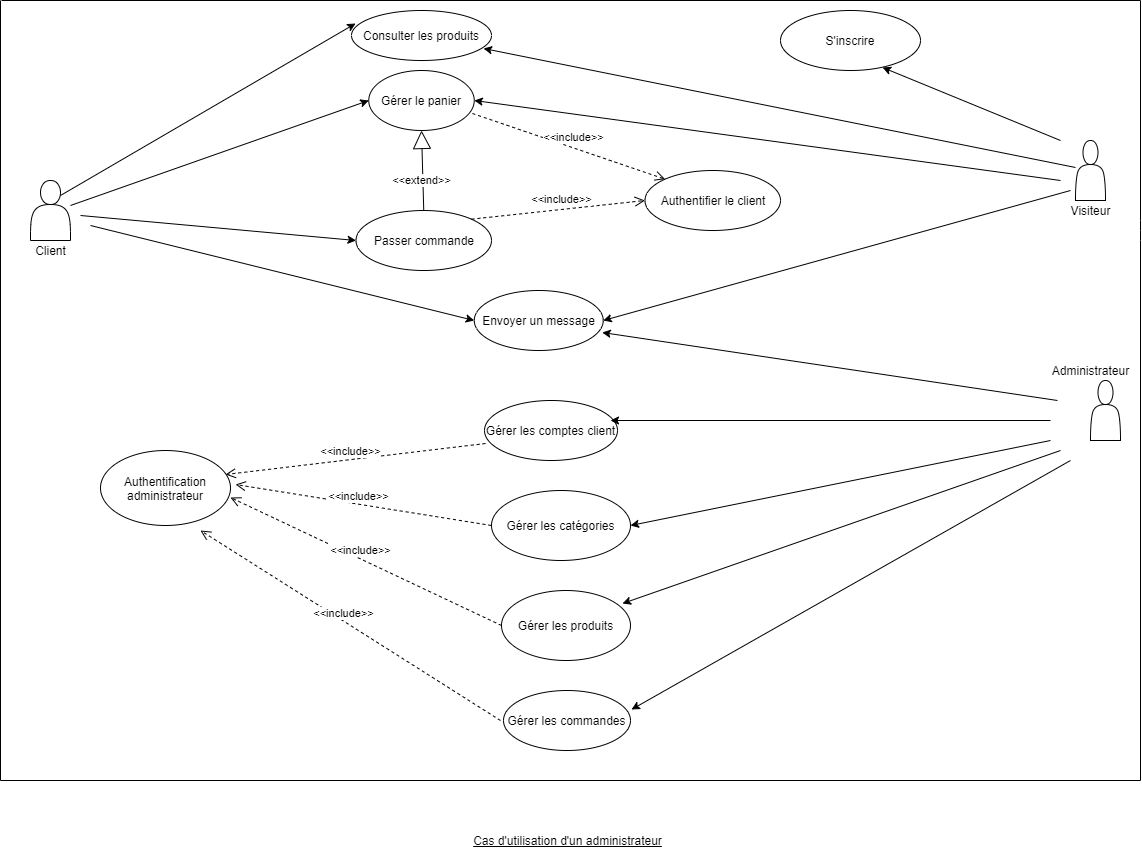 Consulter les produits
S'inscrire
Gérer le panier
<<include>>
<<extend>>
<<include>>
Authentifier le client
Visiteur
Passer commande
Client
Envoyer un message
Administrateur
Gérer les comptes client
<<include>>
Authentification
administrateur
<<include>>
Gérer les catégories
<<include>>
<<include>>
Gérer les produits
Gérer les commandes
Cas d'utilisation d'un administrateur